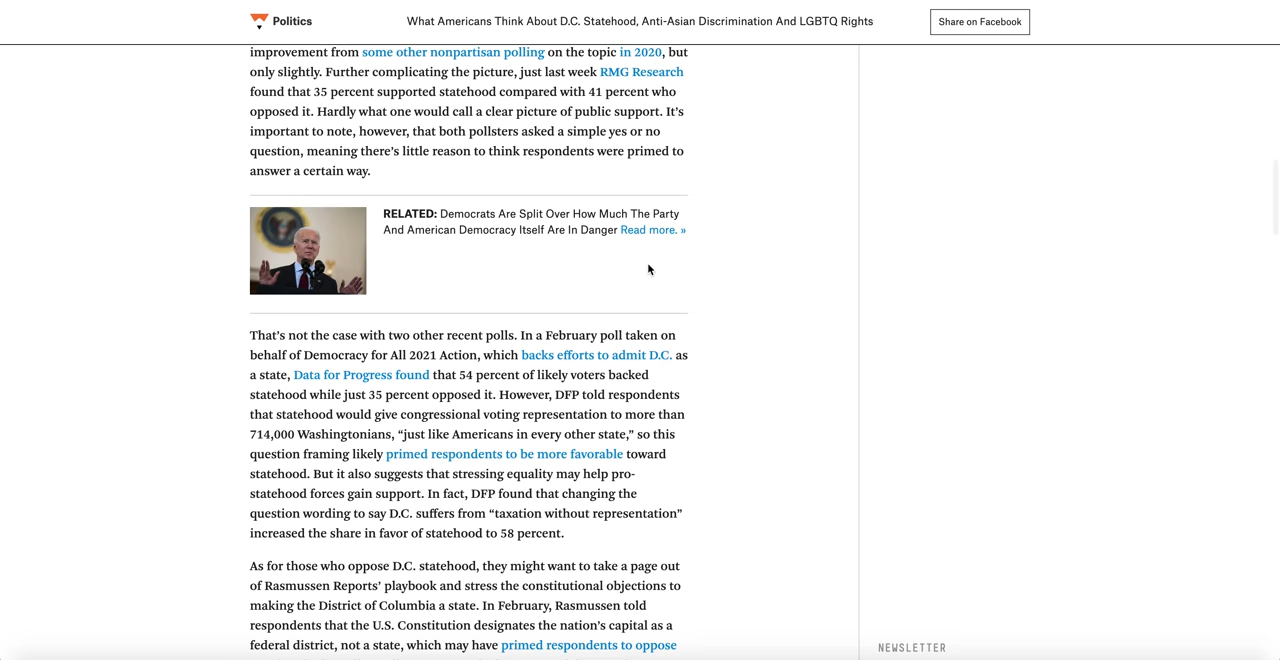 Politics
What Americans Think About D.C. Statehood, Anti-Asian Discrimination And LGBTQ Rights
Share on Facebook
improvement from some other nonpartisan polling on the topic in 2020, but
only slightly. Further complicating the picture, just last week RMG Research
found that 35 percent supported statehood compared with 41 percent who
opposed it. Hardly what one would call a clear picture of public support. It’s
important to note, however, that both pollsters asked a simple yes or no
question, meaning there’s little reason to think respondents were primed to
answer a certain way.
RELATED: Democrats Are Split Over How Much The Party
And American Democracy Itself Are In Danger Read more. »
That’s not the case with two other recent polls. In a February poll taken on
behalf of Democracy for All 2021 Action, which backs efforts to admit D.C. as
a state, Data for Progress found that 54 percent of likely voters backed
statehood while just 35 percent opposed it. However, DFP told respondents
that statehood would give congressional voting representation to more than
714,000 Washingtonians, “just like Americans in every other state,” so this
question framing likely primed respondents to be more favorable toward
statehood. But it also suggests that stressing equality may help pro-
statehood forces gain support. In fact, DFP found that changing the
question wording to say D.C. suffers from “taxation without representation”
increased the share in favor of statehood to 58 percent.
As for those who oppose D.C. statehood, they might want to take a page out
of Rasmussen Reports’ playbook and stress the constitutional objections to
making the District of Columbia a state. In February, Rasmussen told
respondents that the U.S. Constitution designates the nation’s capital as a
federal district, not a state, which may have primed respondents to oppose
NEWSLETTER